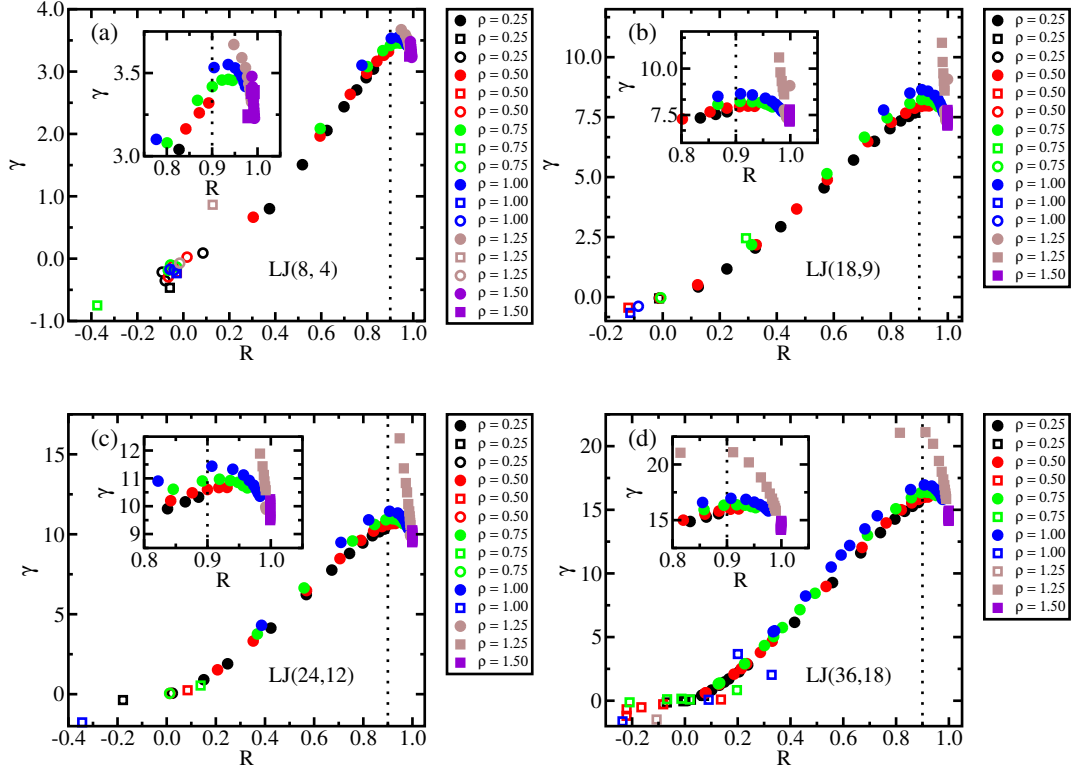 (a)
4.0
3.0
2.0
1.0
0.0
-1.0
γ
-0.4 -0.2 0.0 0.2 0.4 0.6 0.8 1.0
R
LJ(8, 4)
3.5
3.0
γ
0.8 0.9 1.0
R
ρ = 0.25
ρ = 0.25
ρ = 0.25
ρ = 0.50
ρ = 0.50
ρ = 0.50
ρ = 0.75
ρ = 0.75
ρ = 0.75
ρ = 1.00
ρ = 1.00
ρ = 1.00
ρ = 1.25
ρ = 1.25
ρ = 1.25
ρ = 1.50
ρ = 1.50
(b)
10.0
7.5
5.0
2.5
0.0
γ
-0.2 0.0 0.2 0.4 0.6 0.8 1.0
R
LJ(18,9)
10.0
7.5
γ
0.8 0.9 1.0
R
ρ = 0.25
ρ = 0.25
ρ = 0.50
ρ = 0.50
ρ = 0.50
ρ = 0.75
ρ = 0.75
ρ = 0.75
ρ = 1.00
ρ = 1.00
ρ = 1.00
ρ = 1.25
ρ = 1.25
ρ = 1.50
(c)
15
10
5
0
γ
-0.4 -0.2 0.0 0.2 0.4 0.6 0.8 1.0
R
LJ(24,12)
12
11
10
9
γ
0.8 0.9 1.0
R
ρ = 0.25
ρ = 0.25
ρ = 0.25
ρ = 0.50
ρ = 0.50
ρ = 0.50
ρ = 0.75
ρ = 0.75
ρ = 0.75
ρ = 1.00
ρ = 1.00
ρ = 1.25
ρ = 1.25
ρ = 1.50
(d)
20
15
10
5
0
γ
-0.2 0.0 0.2 0.4 0.6 0.8 1.0
R
LJ(36,18)
20
15
γ
0.8 0.9 1.0
R
ρ = 0.25
ρ = 0.25
ρ = 0.50
ρ = 0.50
ρ = 0.75
ρ = 0.75
ρ = 1.00
ρ = 1.00
ρ = 1.25
ρ = 1.25
ρ = 1.50